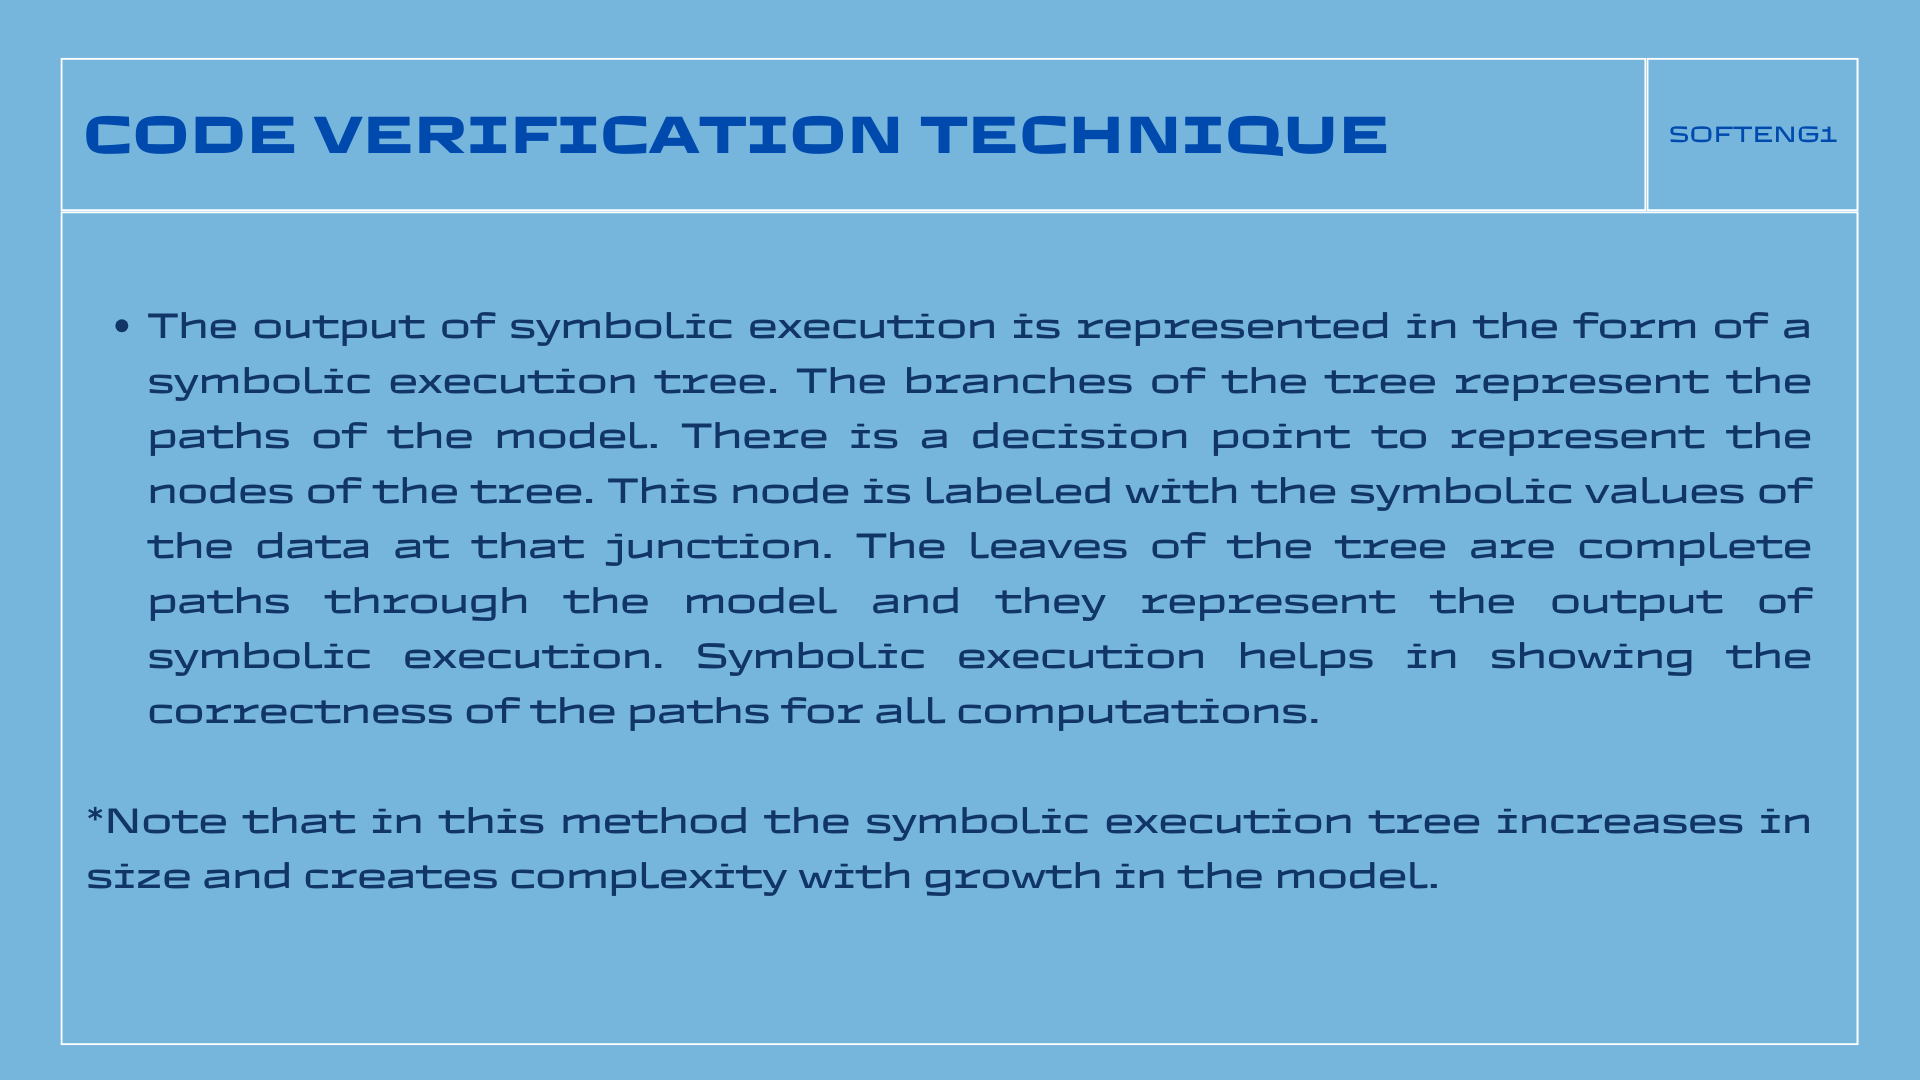 CODE VERIFICATION TECHNIQUE
SOFTENG1
• The output of symbolic execution is represented in the form of a
symbolic execution tree. The branches of the tree represent the
paths of the model. There is a decision point to represent the
nodes of the tree. This node is labeled with the symbolic values of
the data at that junction. The leaves of the tree are complete
paths through the model and they represent the output of
symbolic execution. Symbolic execution helps in showing the
correctness of the paths for all computations.
*Note that in this method the symbolic execution tree increases in
size and creates complexity with growth in the model.